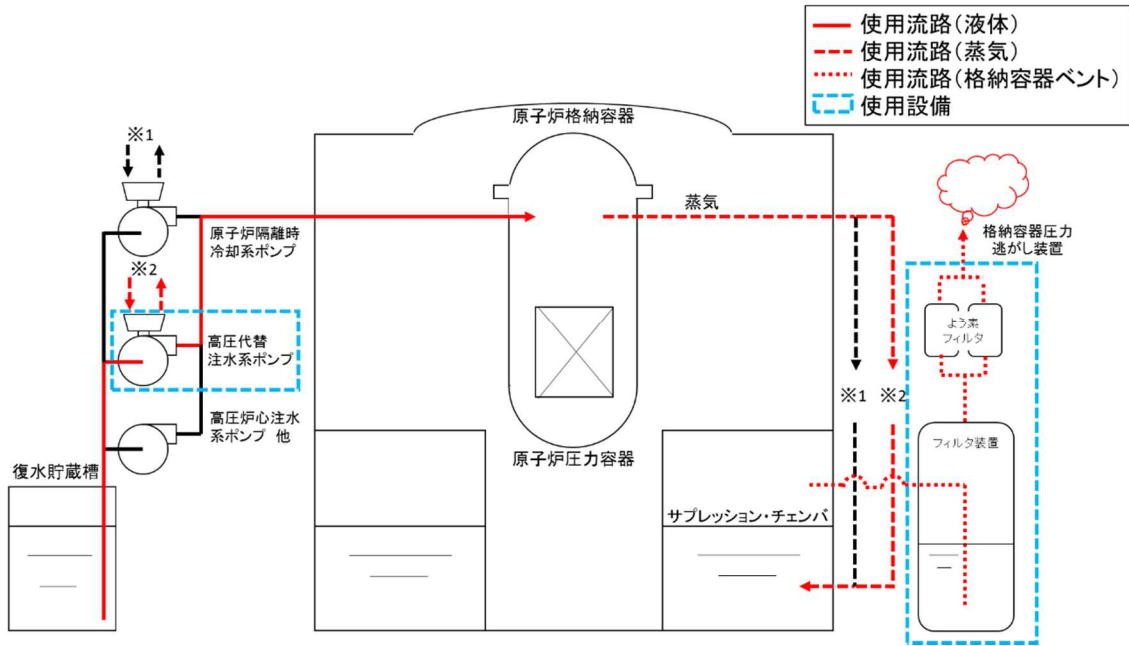 使用流路(液体)
使用流路(蒸気)
使用流路(格納容器ベント)
使用設備
原子炉格納容器
※1
蒸気
原子炉隔離時
冷却系ポンプ
格納容器圧力
逃がし装置
※2
高圧代替
注水系ポンプ
よう素
フィルタ
※1
※2
高圧炉心注水
系ポンプ 他
フィルタ装置
原子炉圧力容器
復水貯蔵槽
サプレッション・チェンバ